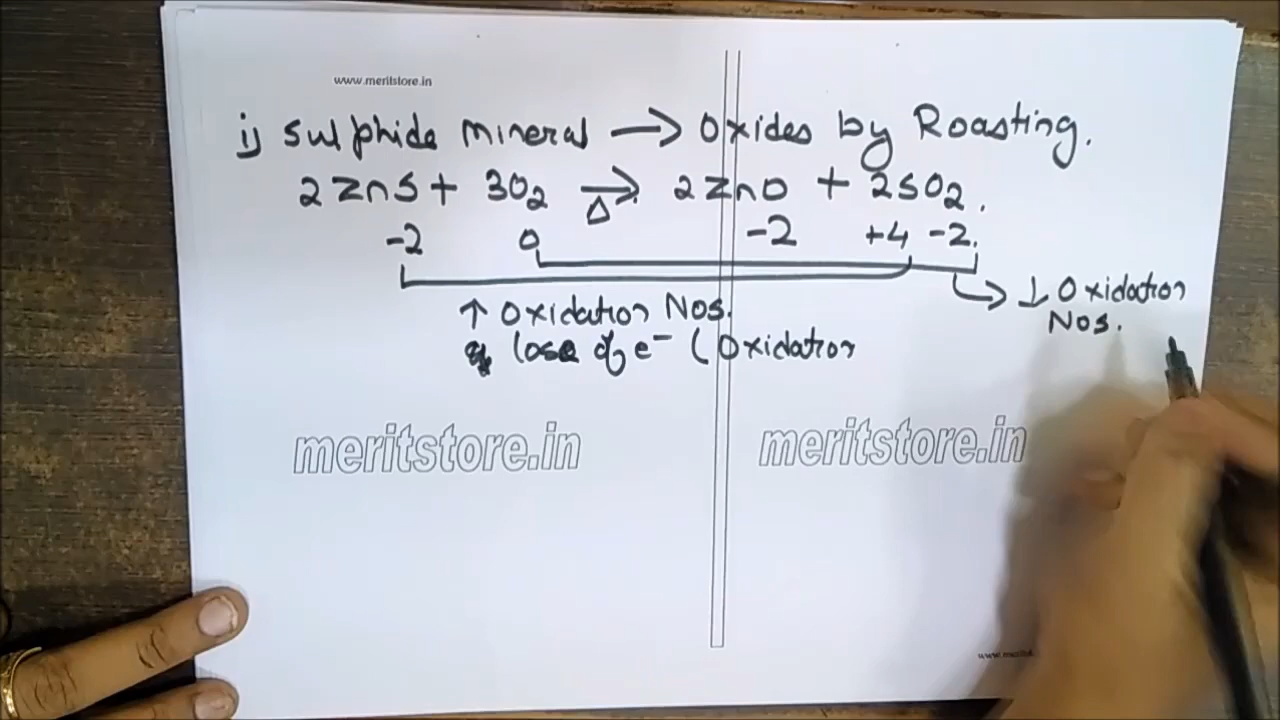 www.meritstore.in
i) Sulphide mineral → Oxides by Roasting.
2ZnS + 3O₂ →Δ 2ZnO + 2SO₂.
-2 0 -2 +4 -2.
↓ Oxidation
Nos.
↑ Oxidation Nos.
lose of e⁻ (Oxidation
meritstore.in meritstore.in